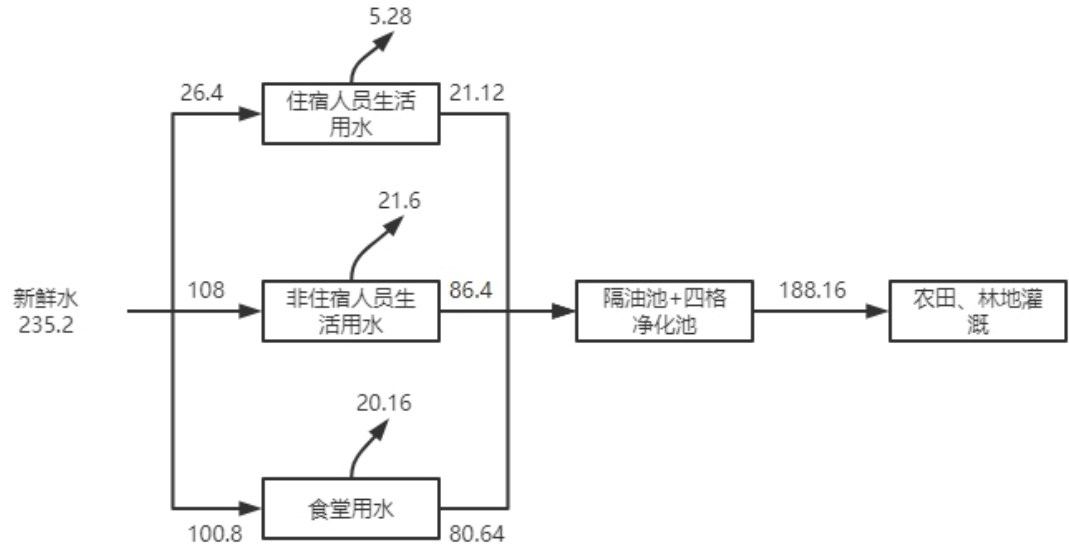 5.28
26.4
住宿人员生活
用水
21.12
21.6
新鲜水
235.2
108
非住宿人员生
活用水
86.4
隔油池+四格
净化池
188.16
农田、林地灌
溉
20.16
100.8
食堂用水
80.64